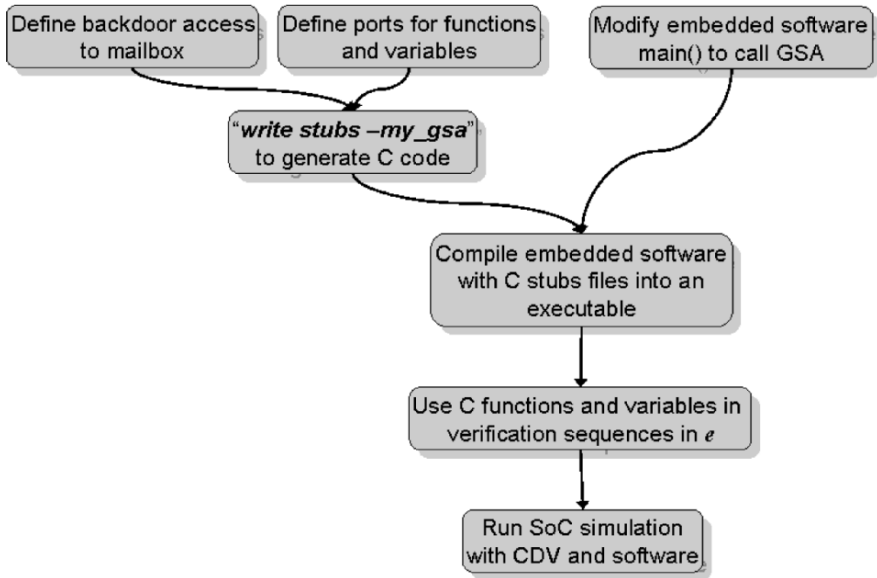 Define backdoor access
to mailbox
Define ports for functions
and variables
Modify embedded software
main() to call GSA
“write stubs –my_gsa”
to generate C code
Compile embedded software
with C stubs files into an
executable
Use C functions and variables in
verification sequences in e
Run SoC simulation
with CDV and software